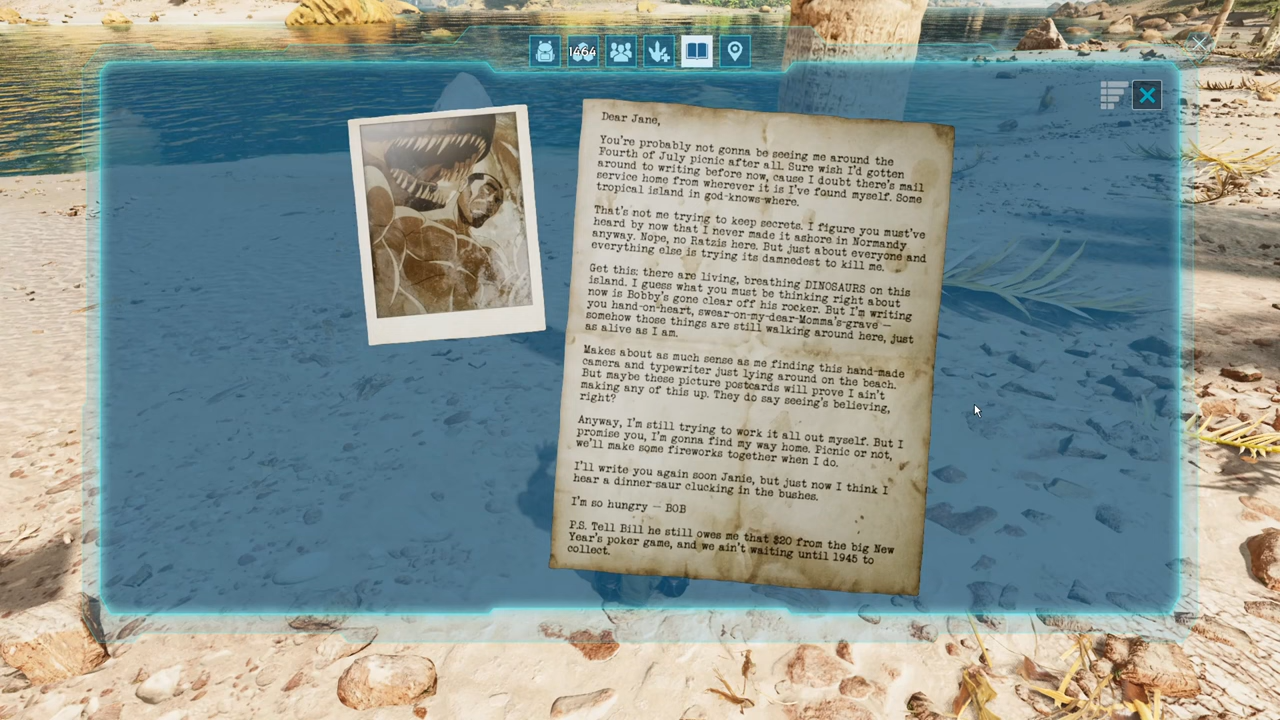 1464
Dear Jane,
You're probably not gonna be seeing me around the
Fourth of July picnic after all. Sure wish I'd gotten
around to writing before now, cause I doubt there's mail
service home from wherever it is I've found myself. Some
tropical island in god-knows-where.
That's not me trying to keep secrets. I figure you must've
heard by now that I never made it ashore in Normandy
anyway. Nope, no Ratzis here. But just about everyone and
everything else is trying its damnedest to kill me.
Get this: there are living, breathing DINOSAURS on this
island. I guess what you must be thinking right about
now is Bobby's gone clear off his rocker. But I'm writing
you hand-on-heart, swear-on-my-dear-Momma's-grave —
somehow those things are still walking around here, just
as alive as I am.
Makes about as much sense as me finding this hand-made
camera and typewriter just lying around on the beach.
But maybe these picture postcards will prove I ain't
making any of this up. They do say seeing's believing,
right?
Anyway, I'm still trying to work it all out myself. But I
promise you, I'm gonna find my way home. Picnic or not,
we'll make some fireworks together when I do.
I'll write you again soon Janie, but just now I think I
hear a dinner-saur clucking in the bushes.
I'm so hungry — BOB
P.S. Tell Bill he still owes me that $20 from the big New
Year's poker game, and we ain't waiting until 1945 to
collect.